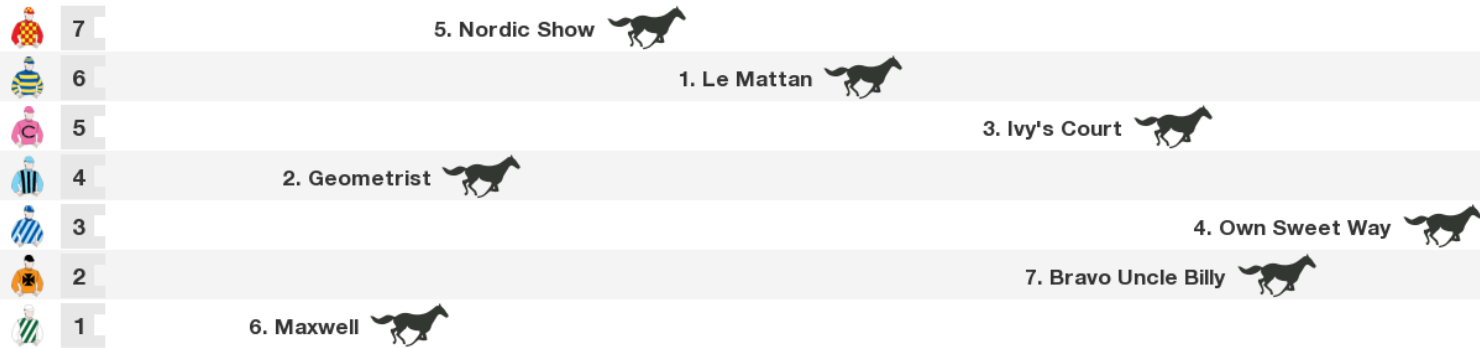 7 5. Nordic Show
6 1. Le Mattan
C 5 3. Ivy's Court
4 2. Geometrist
3 4. Own Sweet Way
2 7. Bravo Uncle Billy
1 6. Maxwell